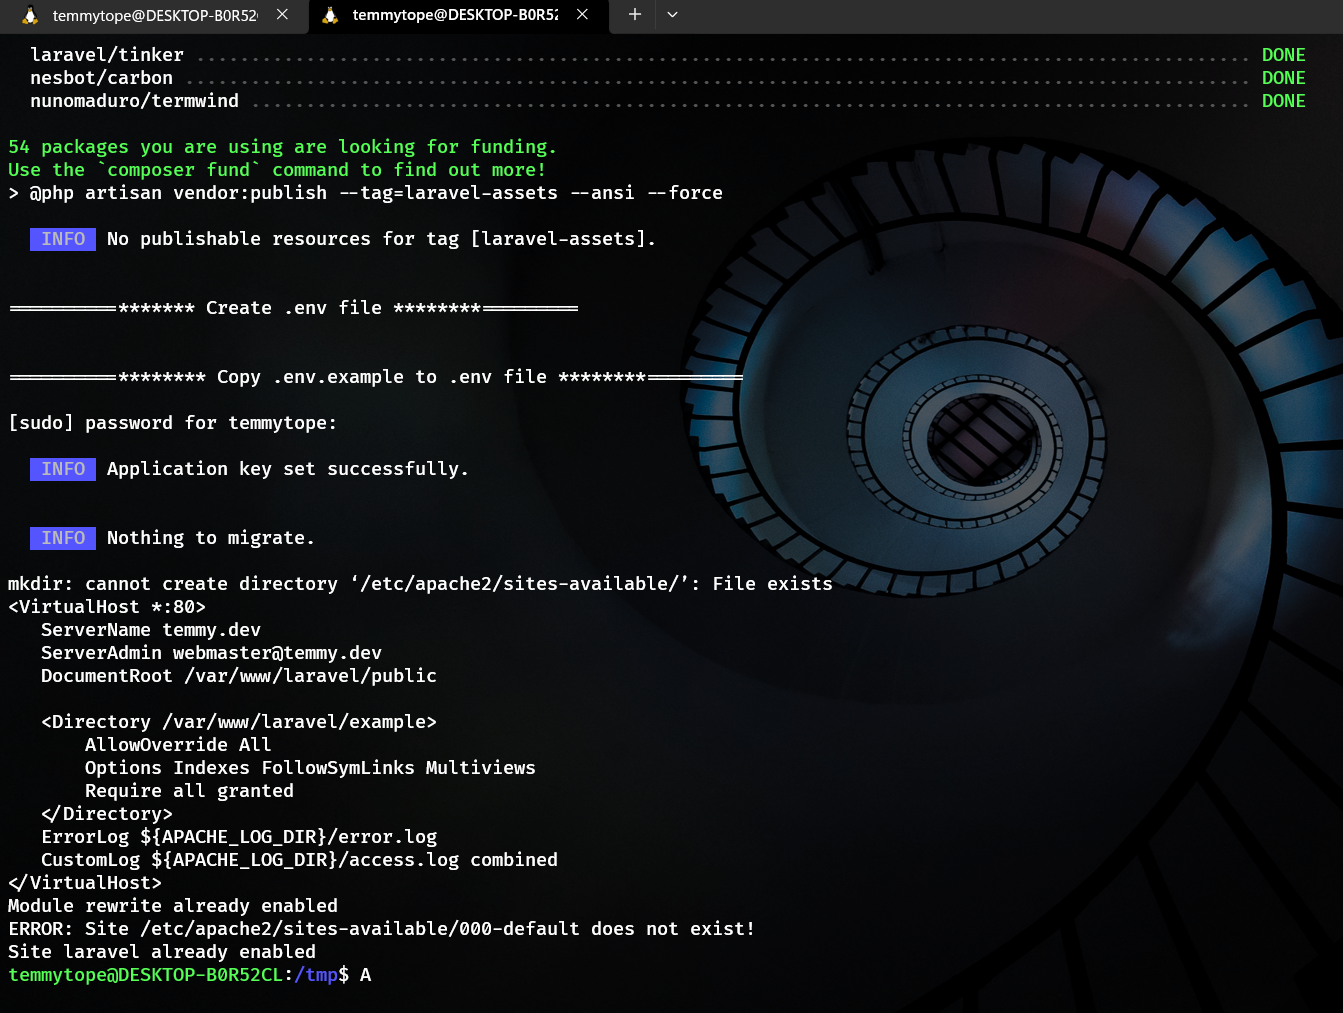 temmytope@DESKTOP-B0R52
temmytope@DESKTOP-B0R52
laravel/tinker ................................................................................................ DONE
nesbot/carbon ................................................................................................. DONE
nunomaduro/termwind ........................................................................................... DONE
54 packages you are using are looking for funding.
Use the `composer fund` command to find out more!
> @php artisan vendor:publish --tag=laravel-assets --ansi --force
INFO No publishable resources for tag [laravel-assets].
==========******* Create .env file ********=========
==========******** Copy .env.example to .env file ********=========
[sudo] password for temmytope:
INFO Application key set successfully.
INFO Nothing to migrate.
mkdir: cannot create directory ‘/etc/apache2/sites-available/’: File exists
<VirtualHost *:80>
ServerName temmy.dev
ServerAdmin webmaster@temmy.dev
DocumentRoot /var/www/laravel/public
<Directory /var/www/laravel/example>
AllowOverride All
Options Indexes FollowSymLinks Multiviews
Require all granted
</Directory>
ErrorLog ${APACHE_LOG_DIR}/error.log
CustomLog ${APACHE_LOG_DIR}/access.log combined
</VirtualHost>
Module rewrite already enabled
ERROR: Site /etc/apache2/sites-available/000-default does not exist!
Site laravel already enabled
temmytope@DESKTOP-B0R52CL:/tmp$ A